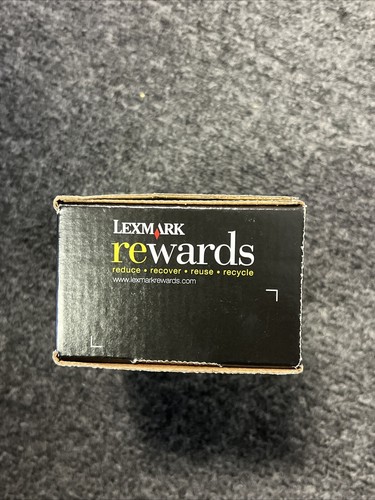 LEXMARK
rewards
reduce • recover • reuse • recycle
www.lexmarkrewards.com